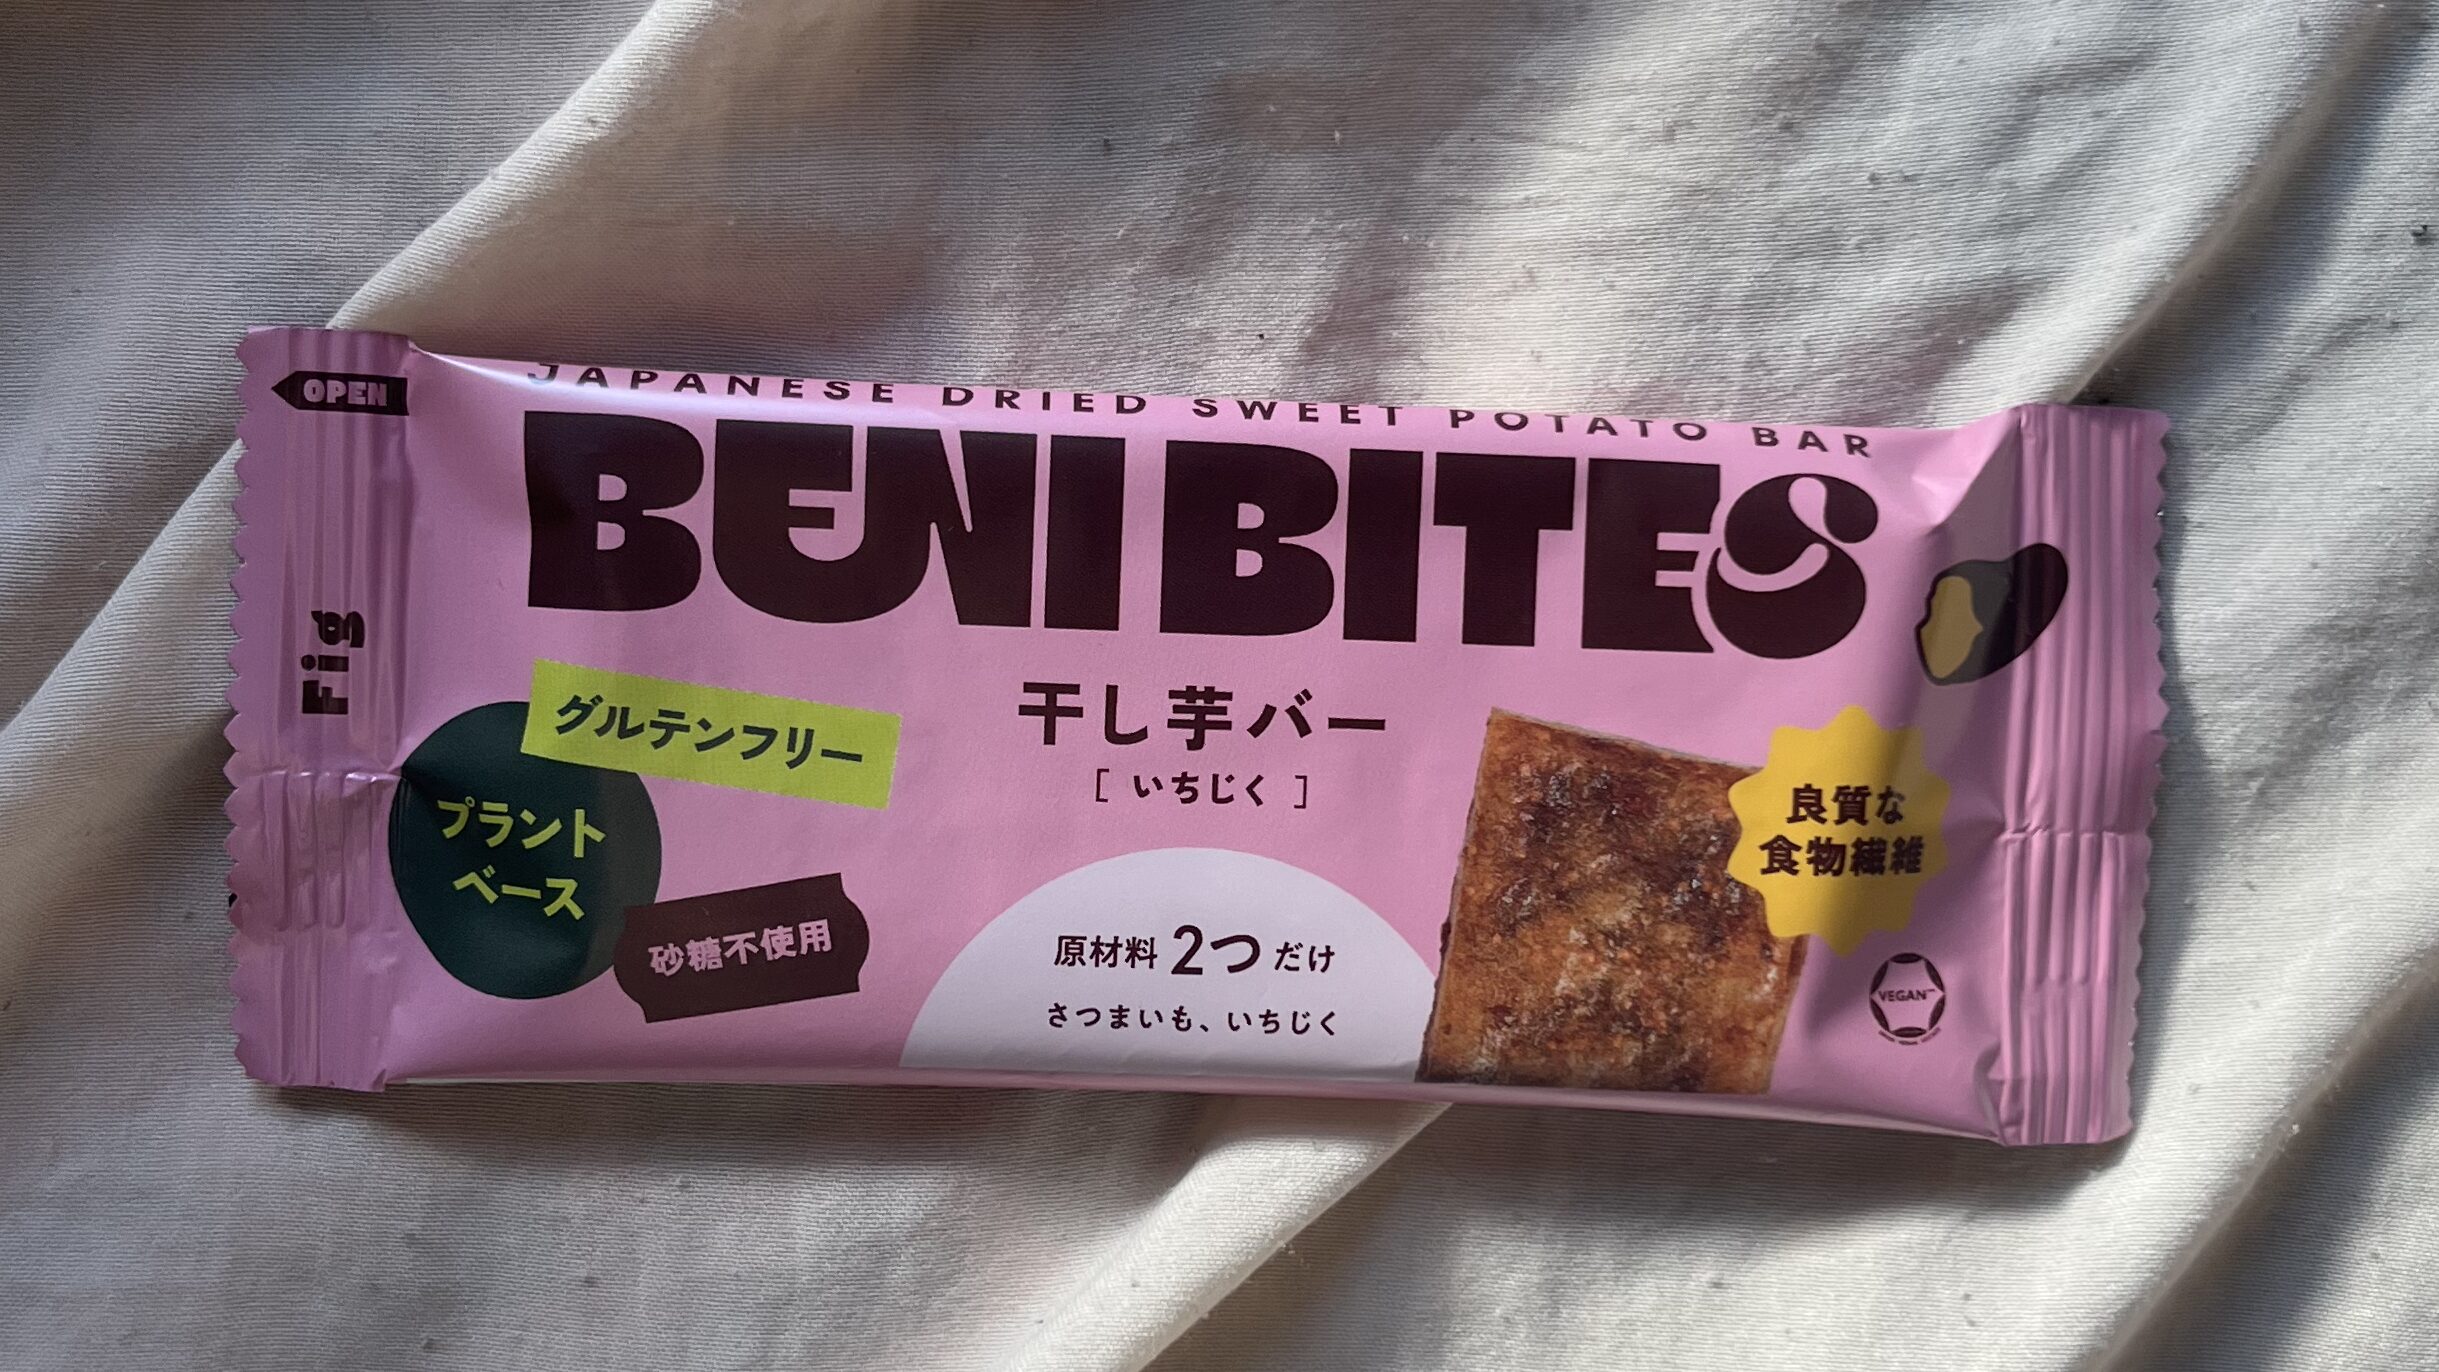 OPEN
Fig
JAPANESE DRIED SWEET POTATO BAR
BENI BITES
干し芋バー
[ いちじく ]
グルテンフリー
プラント
ベース
砂糖不使用
原材料 2つ だけ
さつまいも、いちじく
良質な
食物繊維
VEGAN™